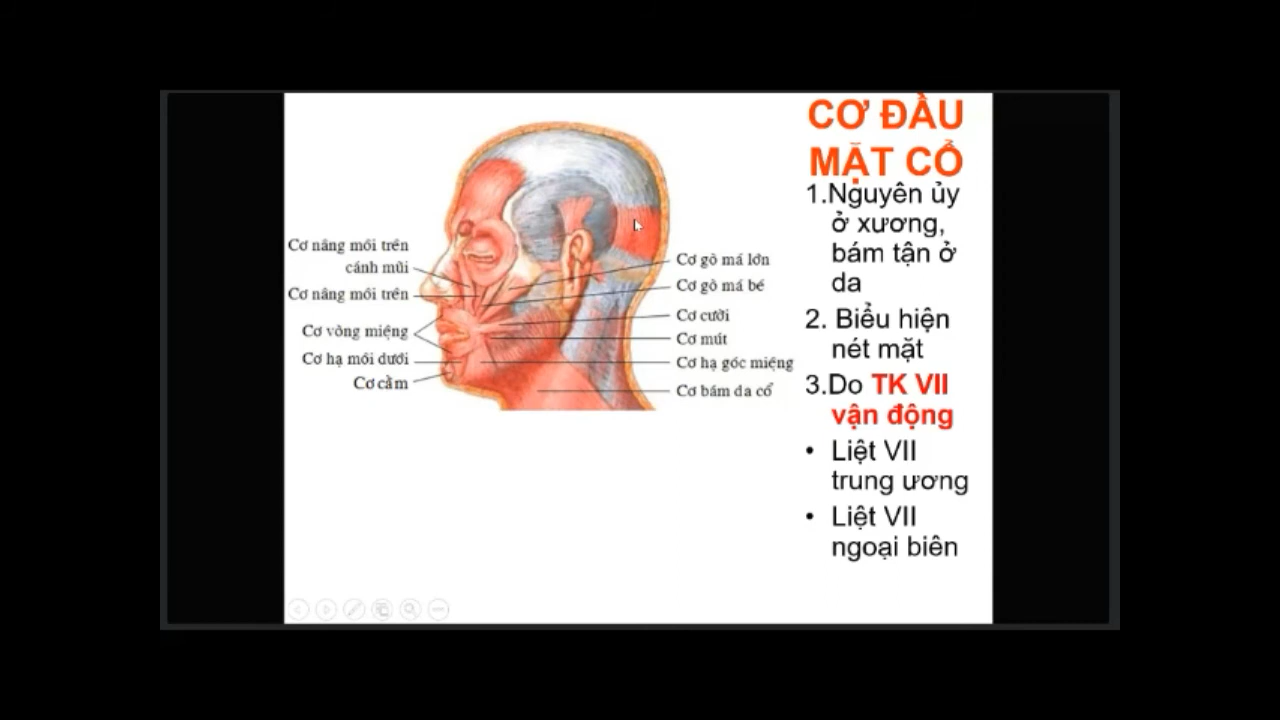 CƠ ĐẦU
MẶT CỔ
1.Nguyên ủy
ở xương,
bám tận ở
da
2. Biểu hiện
nét mặt
3.Do TK VII
vận động
• Liệt VII
trung ương
• Liệt VII
ngoại biên
Cơ nâng môi trên
cánh mũi
Cơ nâng môi trên
Cơ vòng miệng
Cơ hạ môi dưới
Cơ cằm
Cơ gò má lớn
Cơ gò má bé
Cơ cười
Cơ mút
Cơ hạ góc miệng
Cơ bám da cổ